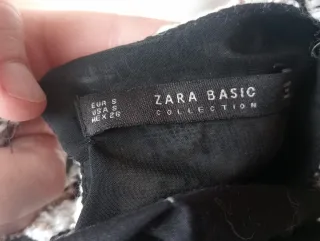 EUR S
USA S
MEX 26
ZARA BASIC
COLLECTION